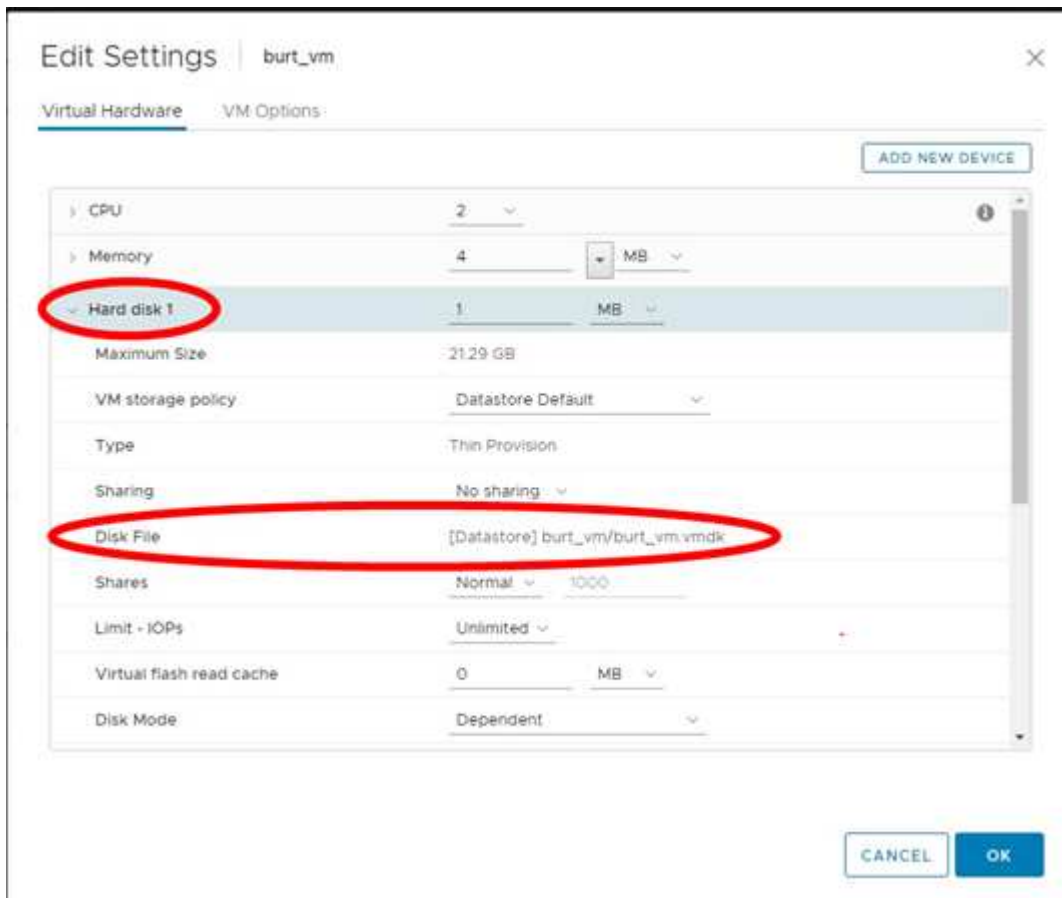 Edit Settings burt_vm
Virtual Hardware VM Options
ADD NEW DEVICE
CPU 2
Memory 4 MB
Hard disk 1 1 MB
Maximum Size 21.29 GB
VM storage policy Datastore Default
Type Thin Provision
Sharing No sharing
Disk File [Datastore] burt_vm/burt_vm.vmdk
Shares Normal 1000
Limit - IOPs Unlimited
Virtual flash read cache 0 MB
Disk Mode Dependent
CANCEL OK